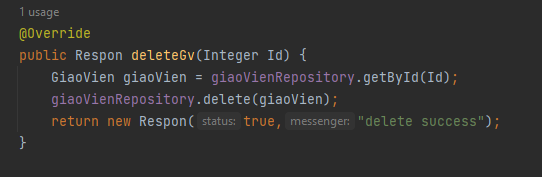 1 usage
@Override
public Respon deleteGv(Integer Id) {
GiaoVien giaoVien = giaoVienRepository.getById(Id);
giaoVienRepository.delete(giaoVien);
return new Respon( status: true, messenger: "delete success");
}